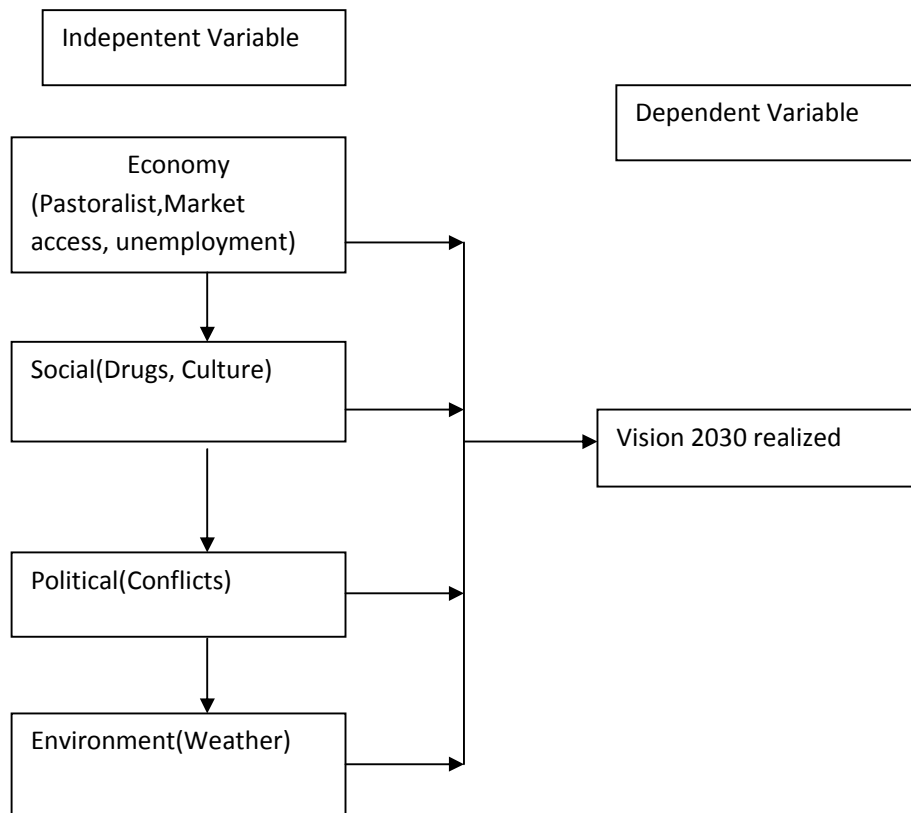 Indepentent Variable
Dependent Variable
Economy
(Pastoralist,Market
access, unemployment)
Social(Drugs, Culture)
Vision 2030 realized
Political(Conflicts)
Environment(Weather)